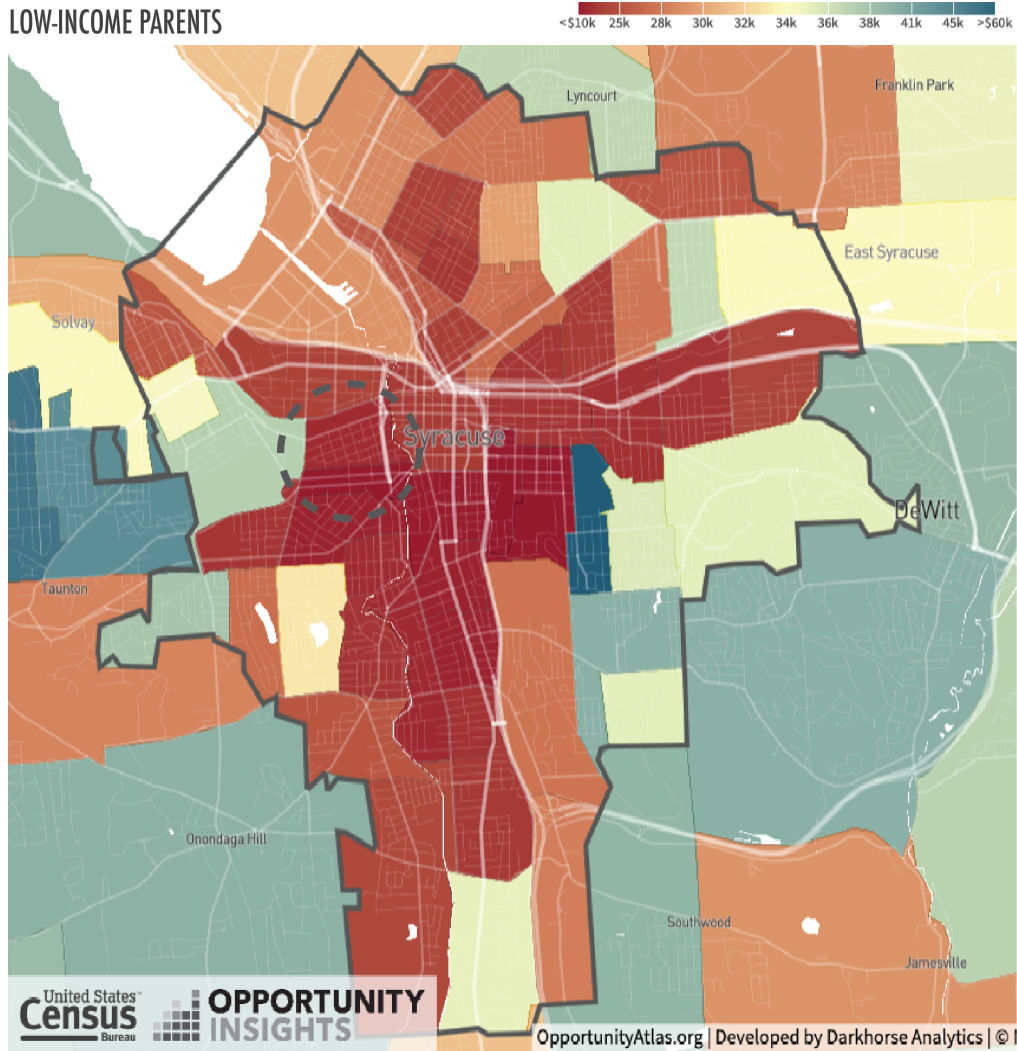 LOW-INCOME PARENTS
<$10k 25k 28k 30k 32k 34k 36k 38k 41k 45k >$60k
Franklin Park
Lyncourt
East Syracuse
Solvay
Syracuse
DeWitt
Taunton
Onondaga Hill
Southwood
Jamesville
United States™
Census
Bureau
OPPORTUNITY
INSIGHTS
OpportunityAtlas.org | Developed by Darkhorse Analytics | ©